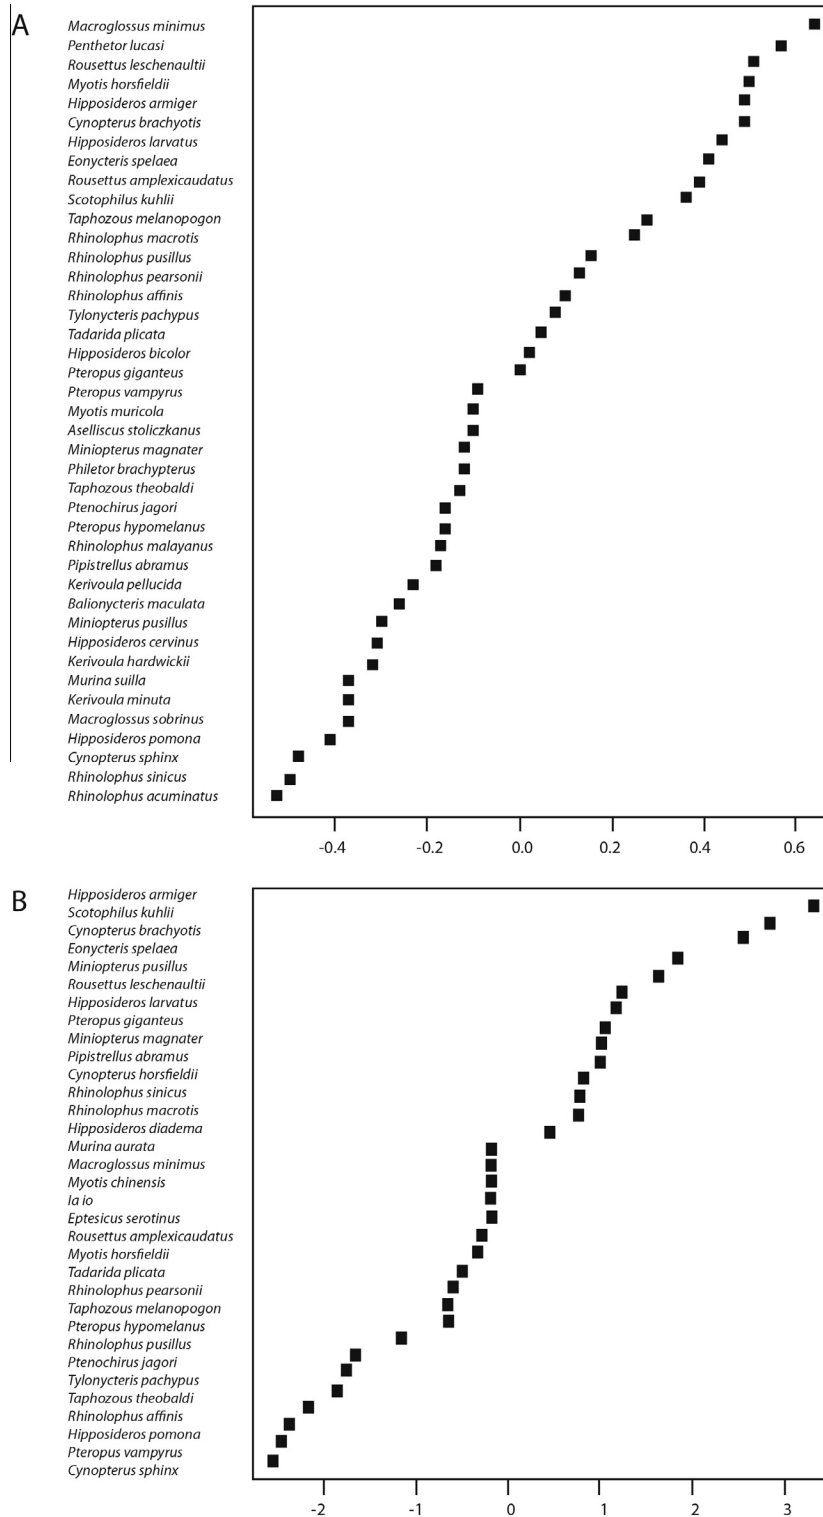 A
Macroglossus minimus
Penthetor lucasi
Rousettus leschenaultii
Myotis horsfieldii
Hipposideros armiger
Cynopterus brachyotis
Hipposideros larvatus
Eonycteris spelaea
Rousettus amplexicaudatus
Scotophilus kuhlii
Taphozous melanopogon
Rhinolophus macrotis
Rhinolophus pusillus
Rhinolophus pearsonii
Rhinolophus affinis
Tylonycteris pachypus
Tadarida plicata
Hipposideros bicolor
Pteropus giganteus
Pteropus vampyrus
Myotis muricola
Aselliscus stoliczkanus
Miniopterus magnater
Philetor brachypterus
Taphozous theobaldi
Ptenochirus jagori
Pteropus hypomelanus
Rhinolophus malayanus
Pipistrellus abramus
Kerivoula pellucida
Balionycteris maculata
Miniopterus pusillus
Hipposideros cervinus
Kerivoula hardwickii
Murina suilla
Kerivoula minuta
Macroglossus sobrinus
Hipposideros pomona
Cynopterus sphinx
Rhinolophus sinicus
Rhinolophus acuminatus
-0.4 -0.2 0.0 0.2 0.4 0.6
B
Hipposideros armiger
Scotophilus kuhlii
Cynopterus brachyotis
Eonycteris spelaea
Miniopterus pusillus
Rousettus leschenaultii
Hipposideros larvatus
Pteropus giganteus
Miniopterus magnater
Pipistrellus abramus
Cynopterus horsfieldii
Rhinolophus sinicus
Rhinolophus macrotis
Hipposideros diadema
Murina aurata
Macroglossus minimus
Myotis chinensis
Ia io
Eptesicus serotinus
Rousettus amplexicaudatus
Myotis horsfieldii
Tadarida plicata
Rhinolophus pearsonii
Taphozous melanopogon
Pteropus hypomelanus
Rhinolophus pusillus
Ptenochirus jagori
Tylonycteris pachypus
Taphozous theobaldi
Rhinolophus affinis
Hipposideros pomona
Pteropus vampyrus
Cynopterus sphinx
-2 -1 0 1 2 3